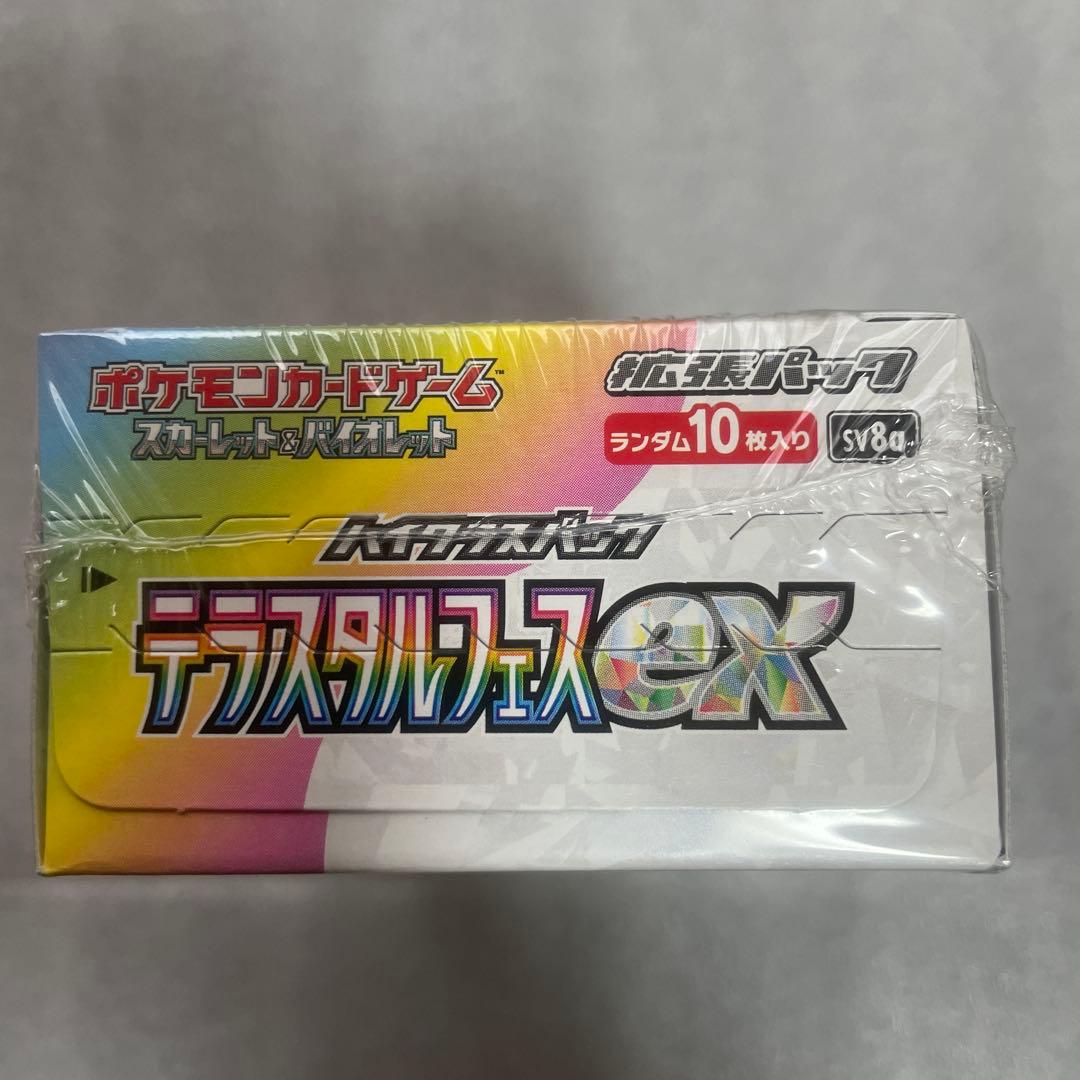 ポケモンカードゲーム™
スカーレット&バイオレット
拡張パック
ランダム10枚入り
SV8a
ハイクラスパック
テラスタルフェスex